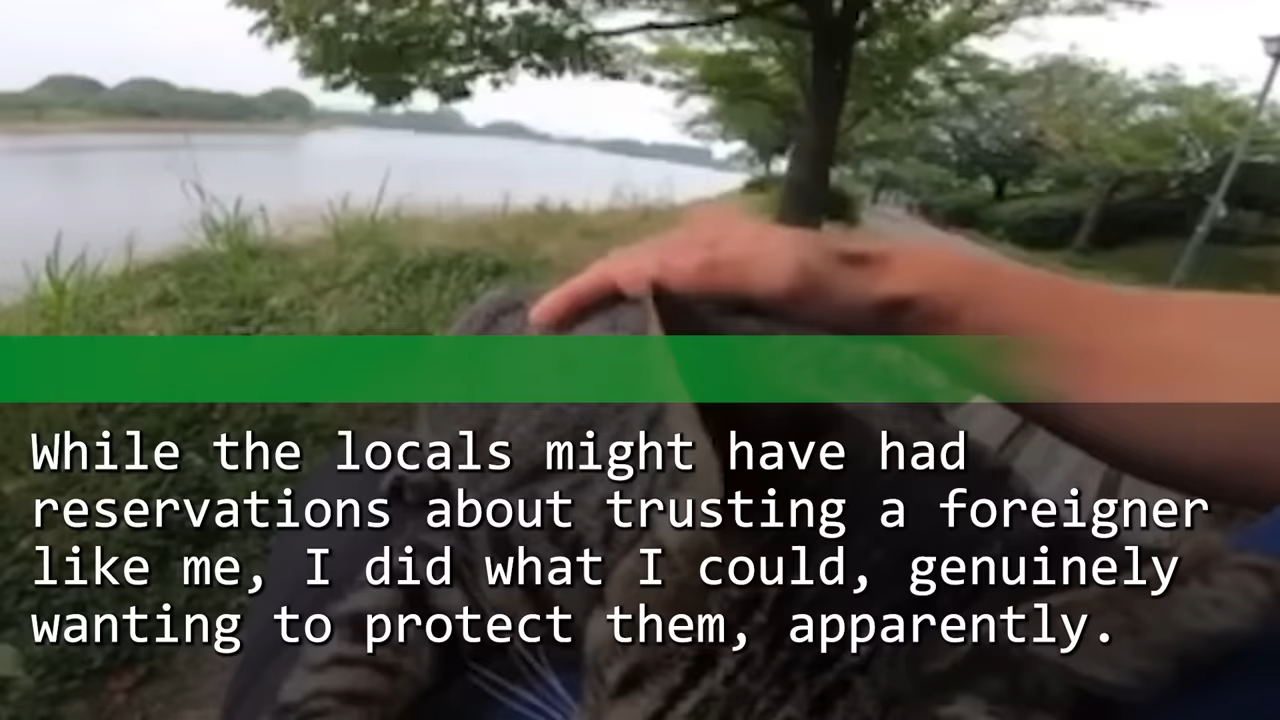 While the locals might have had
reservations about trusting a foreigner
like me, I did what I could, genuinely
wanting to protect them, apparently.